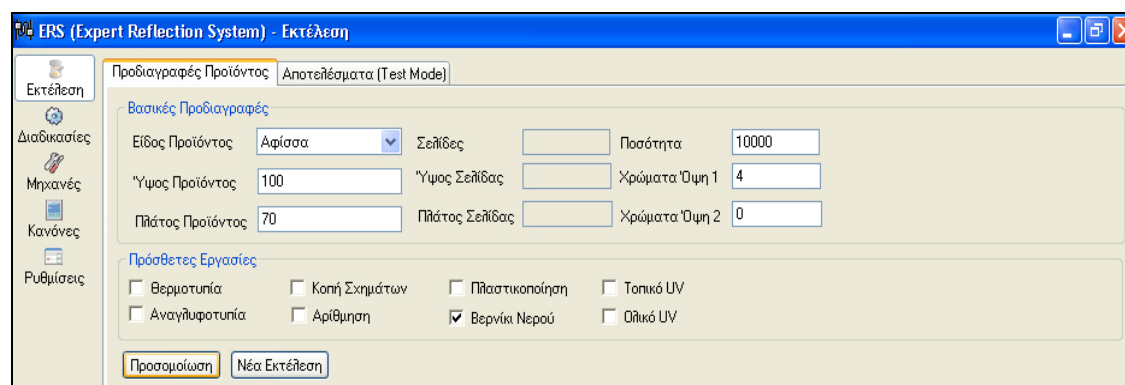 ERS (Expert Reflection System) - Εκτέλεση
Εκτέλεση
Διαδικασίες
Μηχανές
Κανόνες
Ρυθμίσεις
Προδιαγραφές Προϊόντος Αποτελέσματα (Test Mode)
Βασικές Προδιαγραφές
Είδος Προϊόντος Αφίσσα Σελίδες Ποσότητα 10000
Ύψος Προϊόντος 100 Ύψος Σελίδας Χρώματα Όψη 1 4
Πλάτος Προϊόντος 70 Πλάτος Σελίδας Χρώματα Όψη 2 0
Πρόσθετες Εργασίες
Θερμοτυπία Κοπή Σχημάτων Πλαστικοποίηση Τοπικό UV
Αναγλυφοτυπία Αρίθμηση Βερνίκι Νερού Ολικό UV
Προσομοίωση Νέα Εκτέλεση